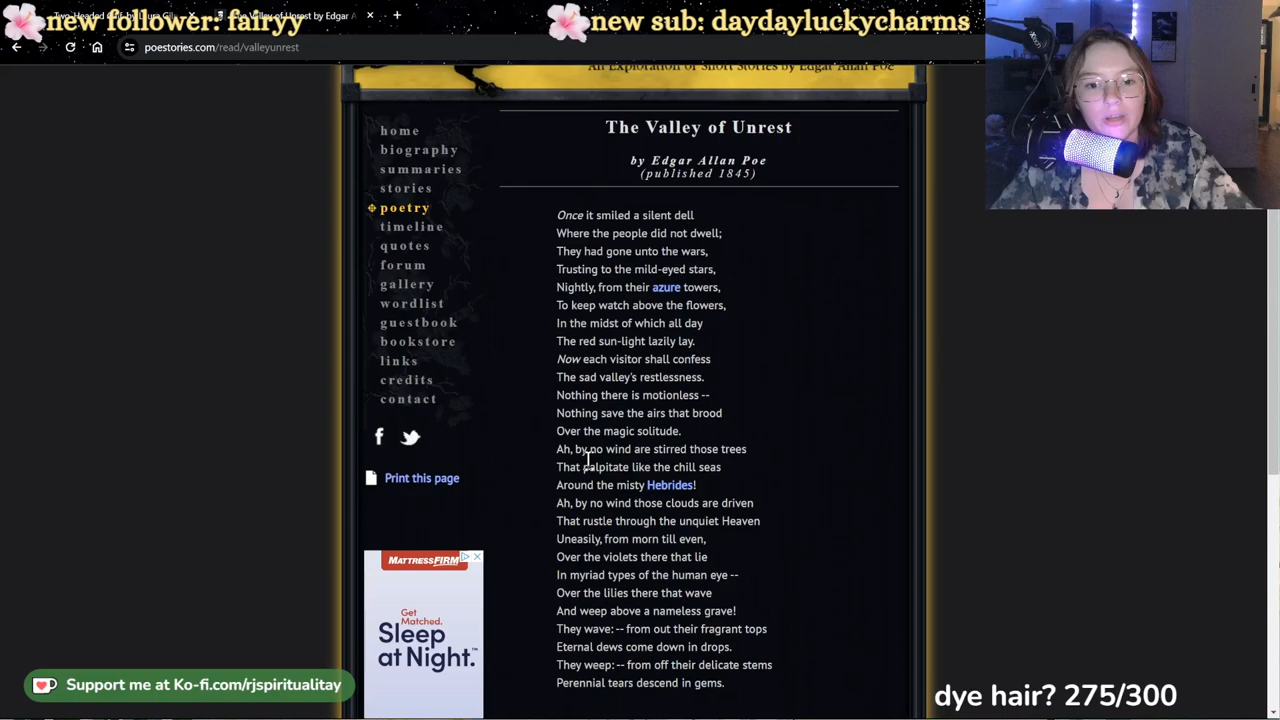 new follower: fairyy
new sub: daydayluckycharms
The Valley of Unrest by Edgar A
poestories.com/read/valleyunrest
An Exploration of Short Stories by Edgar Allan Poe
home
biography
summaries
stories
poetry
timeline
quotes
forum
gallery
wordlist
guestbook
bookstore
links
credits
contact
Print this page
The Valley of Unrest
by Edgar Allan Poe
(published 1845)
Once it smiled a silent dell
Where the people did not dwell;
They had gone unto the wars,
Trusting to the mild-eyed stars,
Nightly, from their azure towers,
To keep watch above the flowers,
In the midst of which all day
The red sun-light lazily lay.
Now each visitor shall confess
The sad valley's restlessness.
Nothing there is motionless --
Nothing save the airs that brood
Over the magic solitude.
Ah, by no wind are stirred those trees
That palpitate like the chill seas
Around the misty Hebrides!
Ah, by no wind those clouds are driven
That rustle through the unquiet Heaven
Uneasily, from morn till even,
Over the violets there that lie
In myriad types of the human eye --
Over the lilies there that wave
And weep above a nameless grave!
They wave: -- from out their fragrant tops
Eternal dews come down in drops.
They weep: -- from off their delicate stems
Perennial tears descend in gems.
MATTRESSFIRM
Get
Matched.
Sleep
at Night.™
Support me at Ko-fi.com/rjspiritualitay
dye hair? 275/300